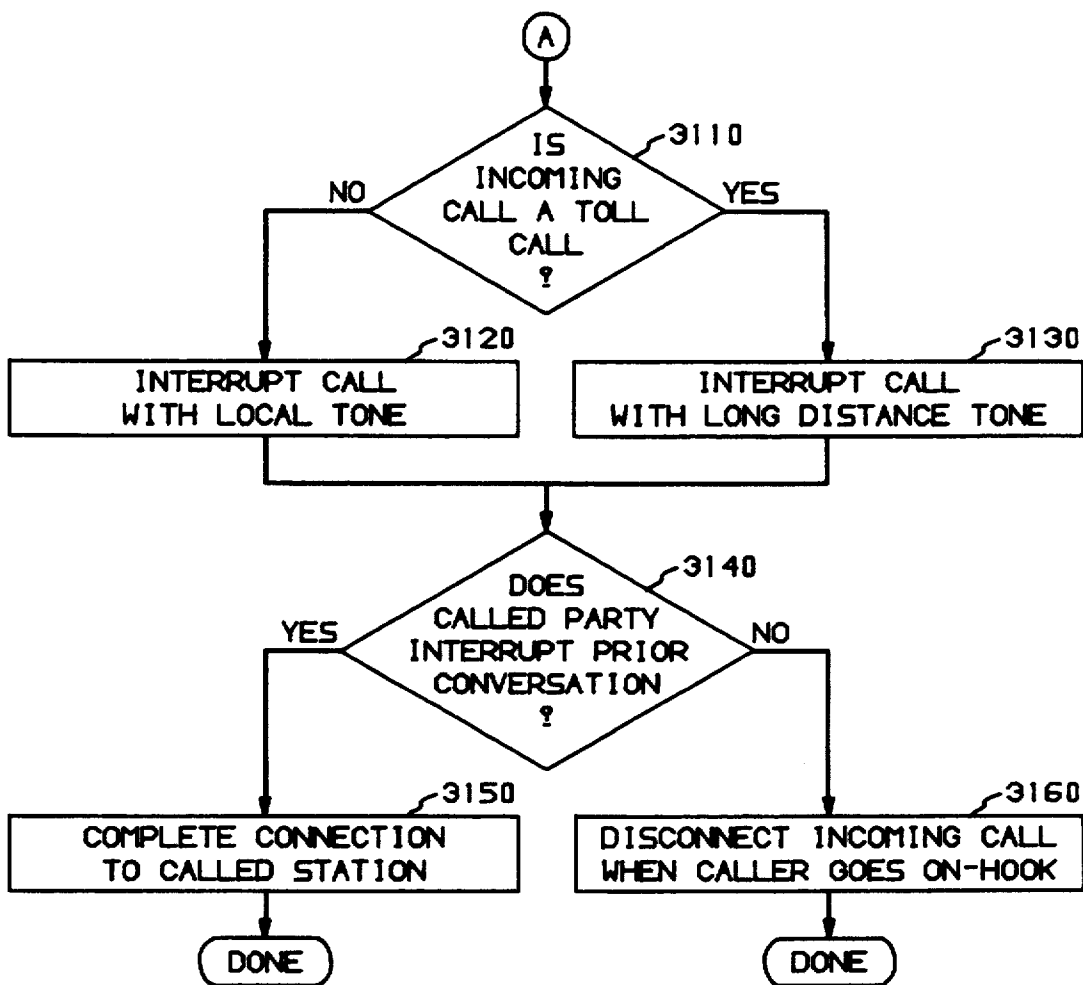 A
IS
INCOMING
CALL A TOLL
CALL
?
3110
NO
YES
3120
INTERRUPT CALL
WITH LOCAL TONE
3130
INTERRUPT CALL
WITH LONG DISTANCE TONE
DOES
CALLED PARTY
INTERRUPT PRIOR
CONVERSATION
?
3140
YES
NO
3150
COMPLETE CONNECTION
TO CALLED STATION
3160
DISCONNECT INCOMING CALL
WHEN CALLER GOES ON-HOOK
DONE
DONE